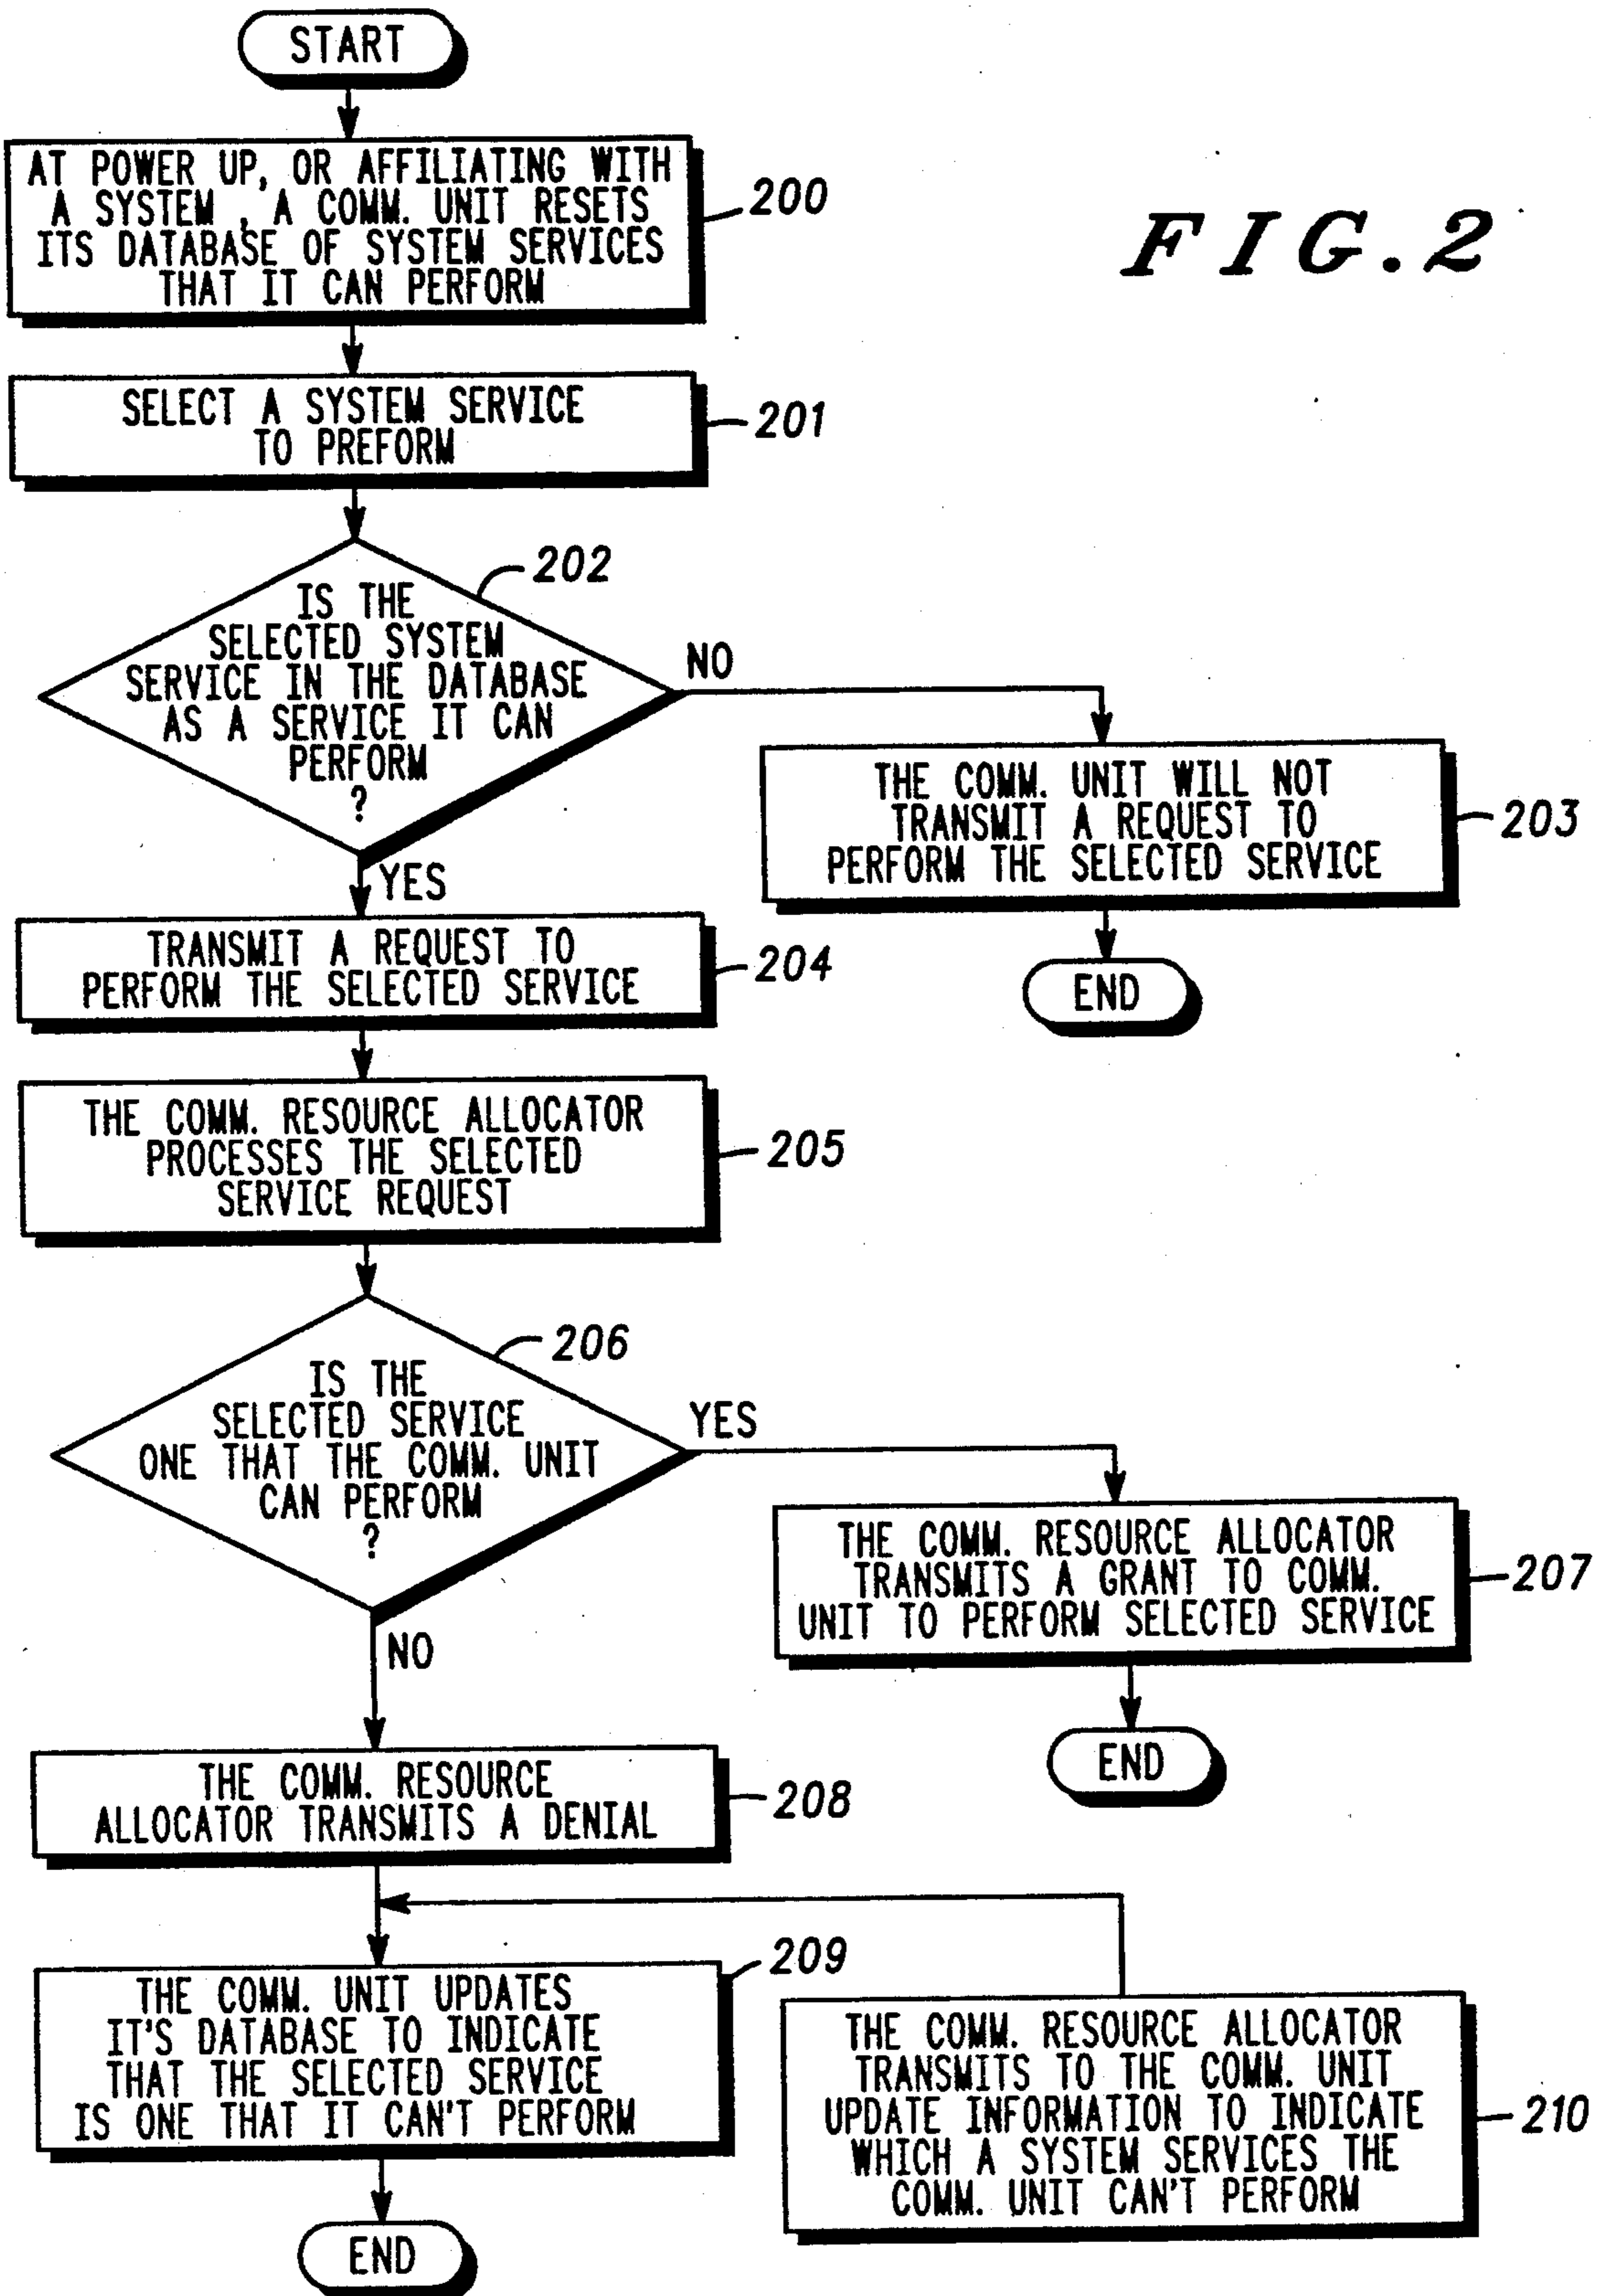 START
AT POWER UP, OR AFFILIATING WITH
A SYSTEM , A COMM. UNIT RESETS
ITS DATABASE OF SYSTEM SERVICES
THAT IT CAN PERFORM
200
FIG.2
SELECT A SYSTEM SERVICE
TO PREFORM
201
202
IS THE
SELECTED SYSTEM
SERVICE IN THE DATABASE
AS A SERVICE IT CAN
PERFORM
?
NO
YES
THE COMM. UNIT WILL NOT
TRANSMIT A REQUEST TO
PERFORM THE SELECTED SERVICE
203
END
TRANSMIT A REQUEST TO
PERFORM THE SELECTED SERVICE
204
THE COMM. RESOURCE ALLOCATOR
PROCESSES THE SELECTED
SERVICE REQUEST
205
206
IS THE
SELECTED SERVICE
ONE THAT THE COMM. UNIT
CAN PERFORM
?
YES
NO
THE COMM. RESOURCE ALLOCATOR
TRANSMITS A GRANT TO COMM.
UNIT TO PERFORM SELECTED SERVICE
207
END
THE COMM. RESOURCE
ALLOCATOR TRANSMITS A DENIAL
208
209
THE COMM. UNIT UPDATES
IT'S DATABASE TO INDICATE
THAT THE SELECTED SERVICE
IS ONE THAT IT CAN'T PERFORM
THE COMM. RESOURCE ALLOCATOR
TRANSMITS TO THE COMM. UNIT
UPDATE INFORMATION TO INDICATE
WHICH A SYSTEM SERVICES THE
COMM. UNIT CAN'T PERFORM
210
END